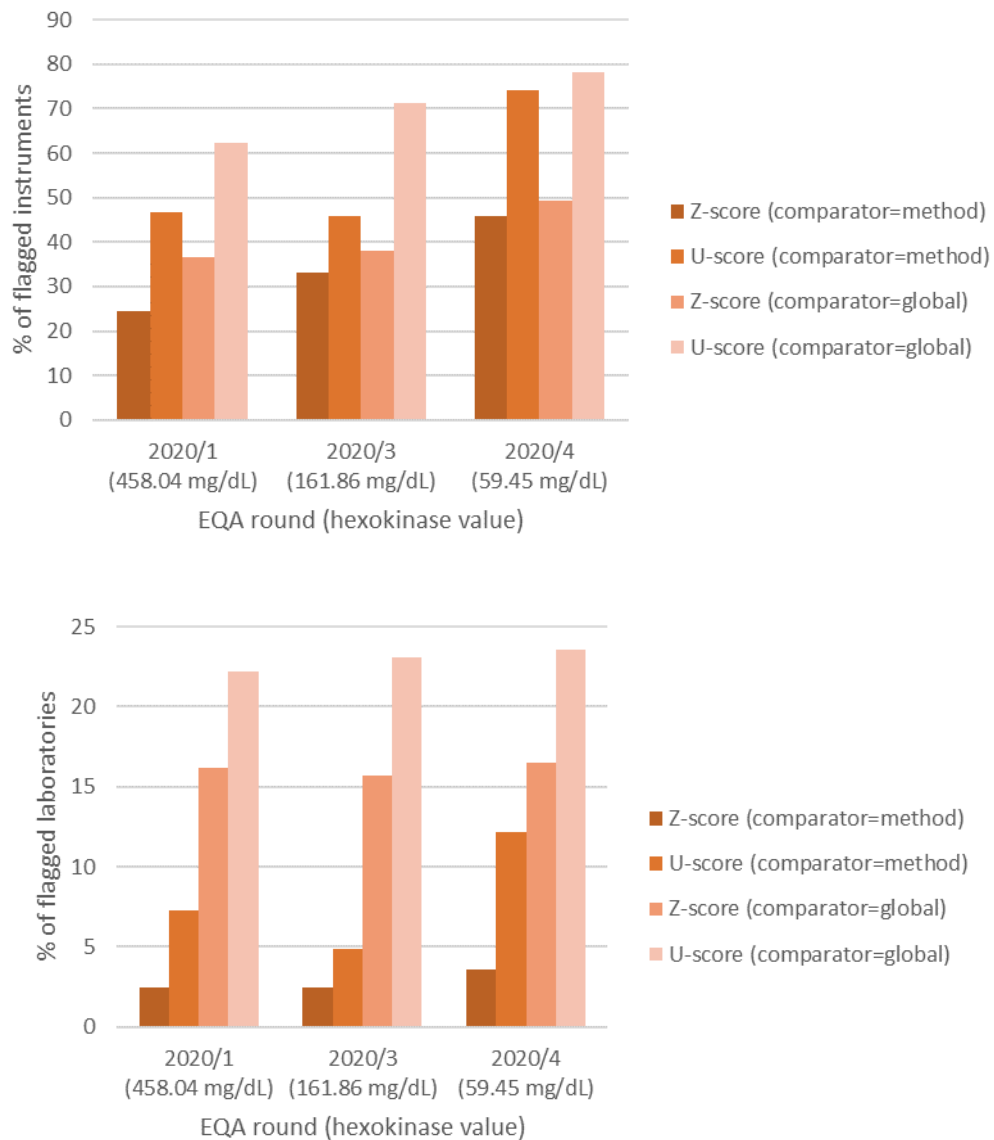 90
80
70
60
50
40
30
20
10
0
% of flagged instruments
2020/1
(458.04 mg/dL)
2020/3
(161.86 mg/dL)
2020/4
(59.45 mg/dL)
EQA round (hexokinase value)
Z-score (comparator=method)
U-score (comparator=method)
Z-score (comparator=global)
U-score (comparator=global)
25
20
15
10
5
0
% of flagged laboratories
2020/1
(458.04 mg/dL)
2020/3
(161.86 mg/dL)
2020/4
(59.45 mg/dL)
EQA round (hexokinase value)
Z-score (comparator=method)
U-score (comparator=method)
Z-score (comparator=global)
U-score (comparator=global)